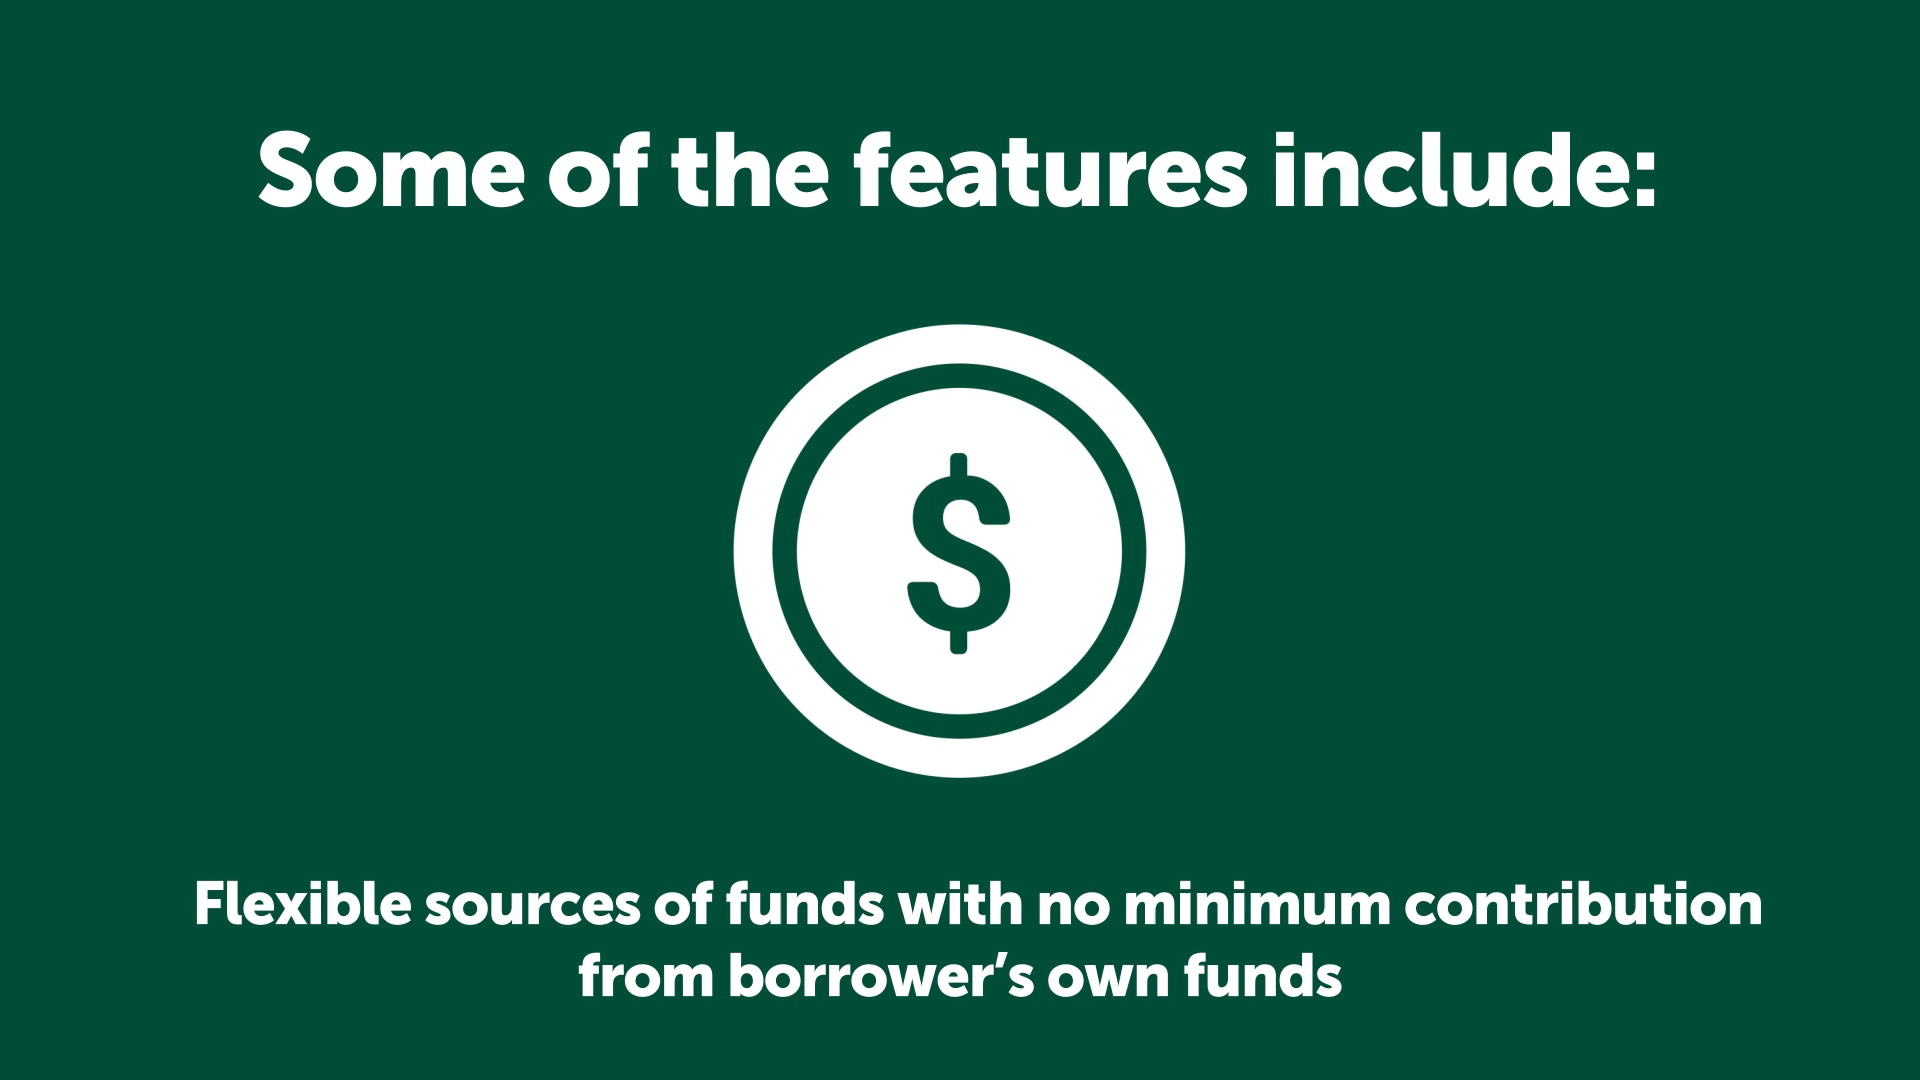 Some of the features include:
$
Flexible sources of funds with no minimum contribution
from borrower’s own funds